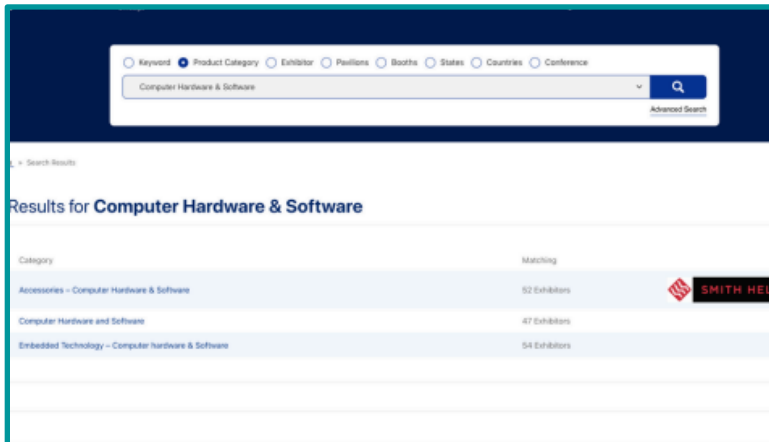 Keyword Product Category Exhibitor Pavilions Booths States Countries Conference
Computer Hardware & Software
Advanced Search
» Search Results
Results for Computer Hardware & Software
Category Matching
Accessories – Computer Hardware & Software 52 Exhibitors
SMITH HEL
Computer Hardware and Software 47 Exhibitors
Embedded Technology – Computer hardware & Software 54 Exhibitors